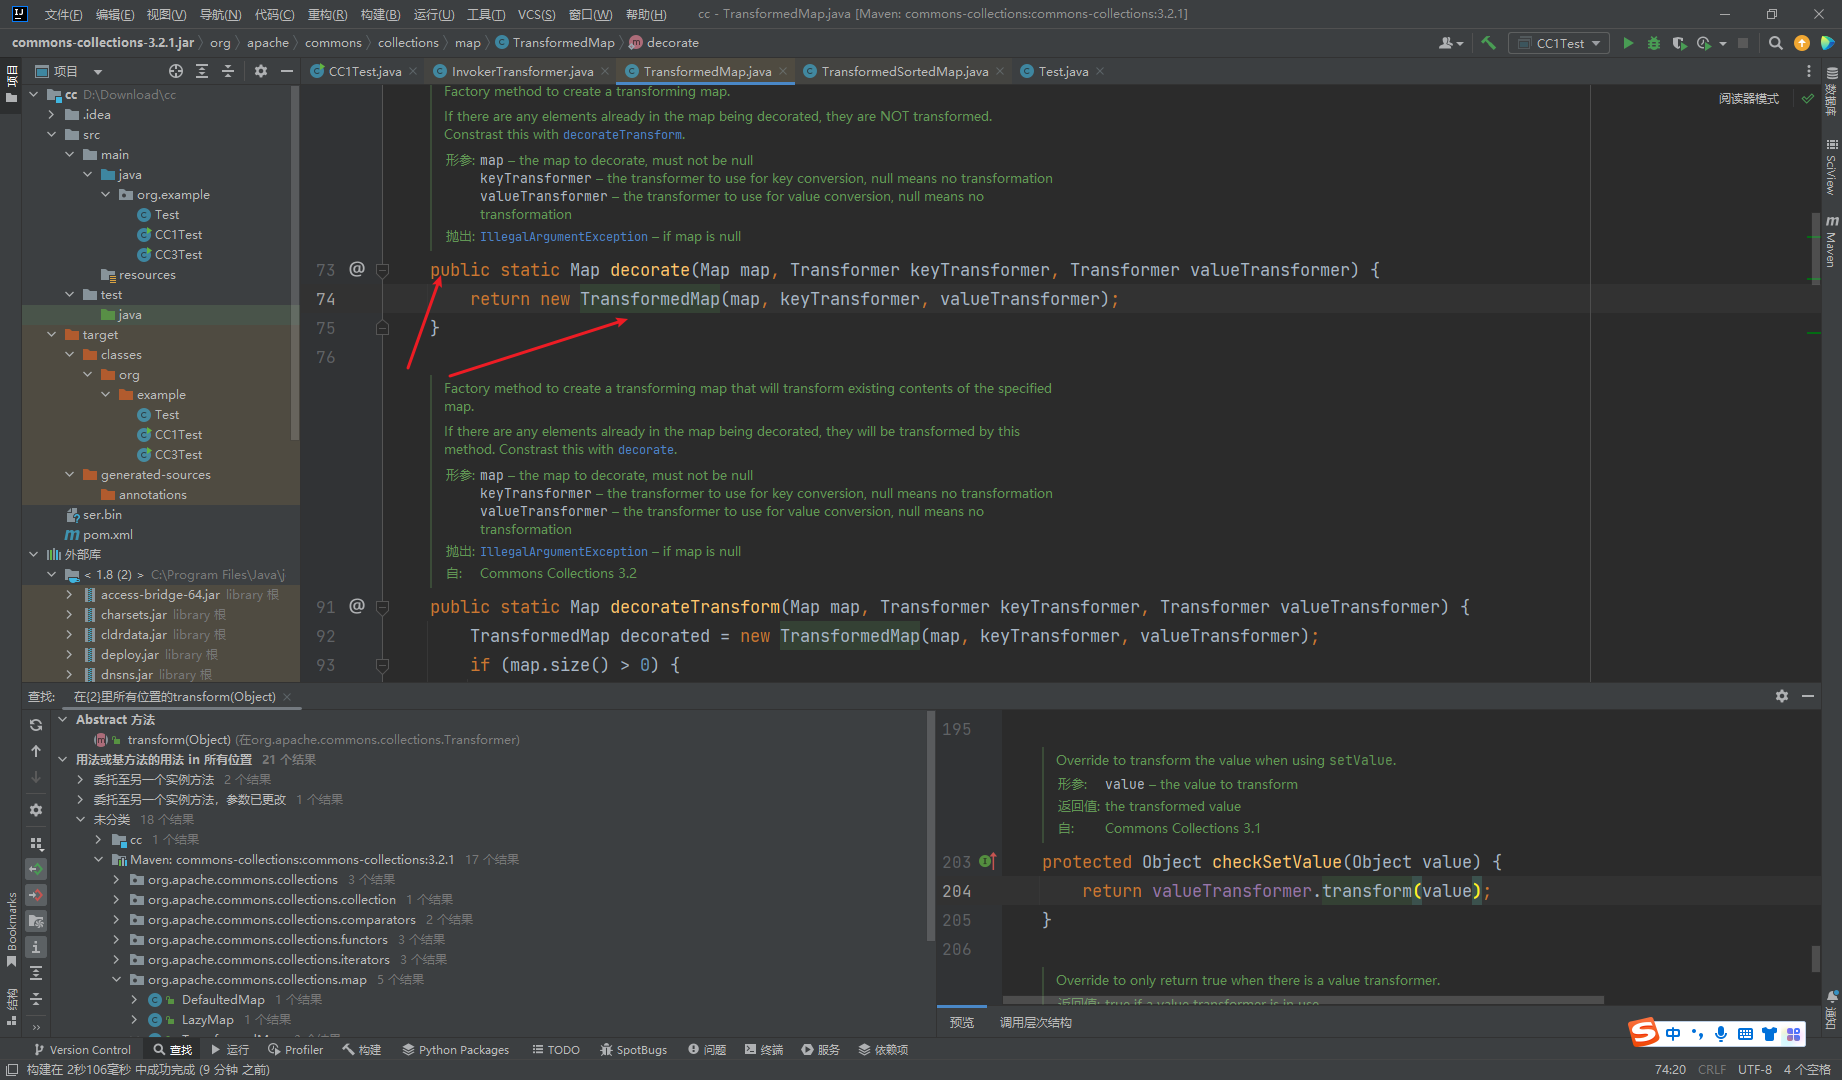 文件(F) 编辑(E) 视图(V) 导航(N) 代码(C) 重构(R) 构建(B) 运行(U) 工具(T) VCS(S) 窗口(W) 帮助(H) cc - TransformedMap.java [Maven: commons-collections:commons-collections:3.2.1]
commons-collections-3.2.1.jar org apache commons collections map TransformedMap decorate CC1Test
项目 CC1Test.java InvokerTransformer.java TransformedMap.java TransformedSortedMap.java Test.java
项目
cc D:\Download\cc
.idea
src
main
java
org.example
Test
CC1Test
CC3Test
resources
test
java
target
classes
org
example
Test
CC1Test
CC3Test
generated-sources
annotations
ser.bin
pom.xml
外部库
< 1.8 (2) > C:\Program Files\Java\j
access-bridge-64.jar library 根
charsets.jar library 根
cldrdata.jar library 根
deploy.jar library 根
dnsns.jar library 根
阅读器模式
Factory method to create a transforming map.
If there are any elements already in the map being decorated, they are NOT transformed.
Constrast this with decorateTransform.
形参: map – the map to decorate, must not be null
keyTransformer – the transformer to use for key conversion, null means no transformation
valueTransformer – the transformer to use for value conversion, null means no
transformation
抛出: IllegalArgumentException – if map is null
73 @ public static Map decorate(Map map, Transformer keyTransformer, Transformer valueTransformer) {
74 return new TransformedMap(map, keyTransformer, valueTransformer);
75 }
76
Factory method to create a transforming map that will transform existing contents of the specified
map.
If there are any elements already in the map being decorated, they will be transformed by this
method. Constrast this with decorate.
形参: map – the map to decorate, must not be null
keyTransformer – the transformer to use for key conversion, null means no transformation
valueTransformer – the transformer to use for value conversion, null means no
transformation
抛出: IllegalArgumentException – if map is null
自: Commons Collections 3.2
91 @ public static Map decorateTransform(Map map, Transformer keyTransformer, Transformer valueTransformer) {
92 TransformedMap decorated = new TransformedMap(map, keyTransformer, valueTransformer);
93 if (map.size() > 0) {
数据库
SciView
Maven
通知
查找: 在{2}里所有位置的transform(Object)
Abstract 方法
transform(Object) (在org.apache.commons.collections.Transformer)
用法或基方法的用法 in 所有位置 21 个结果
委托至另一个实例方法 2 个结果
委托至另一个实例方法，参数已更改 1 个结果
未分类 18 个结果
cc 1 个结果
Maven: commons-collections:commons-collections:3.2.1 17 个结果
org.apache.commons.collections 3 个结果
org.apache.commons.collections.collection 1 个结果
org.apache.commons.collections.comparators 2 个结果
org.apache.commons.collections.functors 3 个结果
org.apache.commons.collections.iterators 3 个结果
org.apache.commons.collections.map 5 个结果
DefaultedMap 1 个结果
LazyMap 1 个结果
Bookmarks
结构
195
Override to transform the value when using setValue.
形参: value – the value to transform
返回值: the transformed value
自: Commons Collections 3.1
203 protected Object checkSetValue(Object value) {
204 return valueTransformer.transform(value);
205 }
206
Override to only return true when there is a value transformer.
返回值: true if a value transformer is in use
预览 调用层次结构
中
Version Control 查找 运行 Profiler 构建 Python Packages TODO SpotBugs 问题 终端 服务 依赖项
构建在 2秒106毫秒 中成功完成 (9 分钟 之前) 74:20 CRLF UTF-8 4 个空格